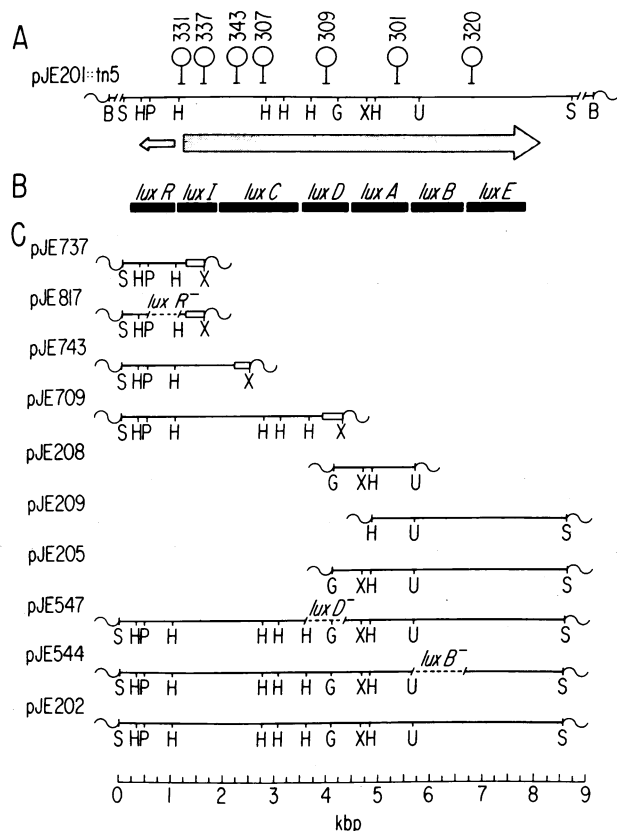 A
331 337 343 307 309 301 320
pJE201::tn5
B S HP H H H H G XH U S B
B
lux R lux I lux C lux D lux A lux B lux E
C
pJE737
S HP H X
pJE817
lux R⁻
S HP H X
pJE743
S HP H X
pJE709
S HP H H H H X
pJE208
G XH U
pJE209
H U S
pJE205
G XH U S
pJE547
lux D⁻
S HP H H H H G XH U S
pJE544
lux B⁻
S HP H H H H G XH U S
pJE202
S HP H H H H G XH U S
0 1 2 3 4 5 6 7 8 9
kbp